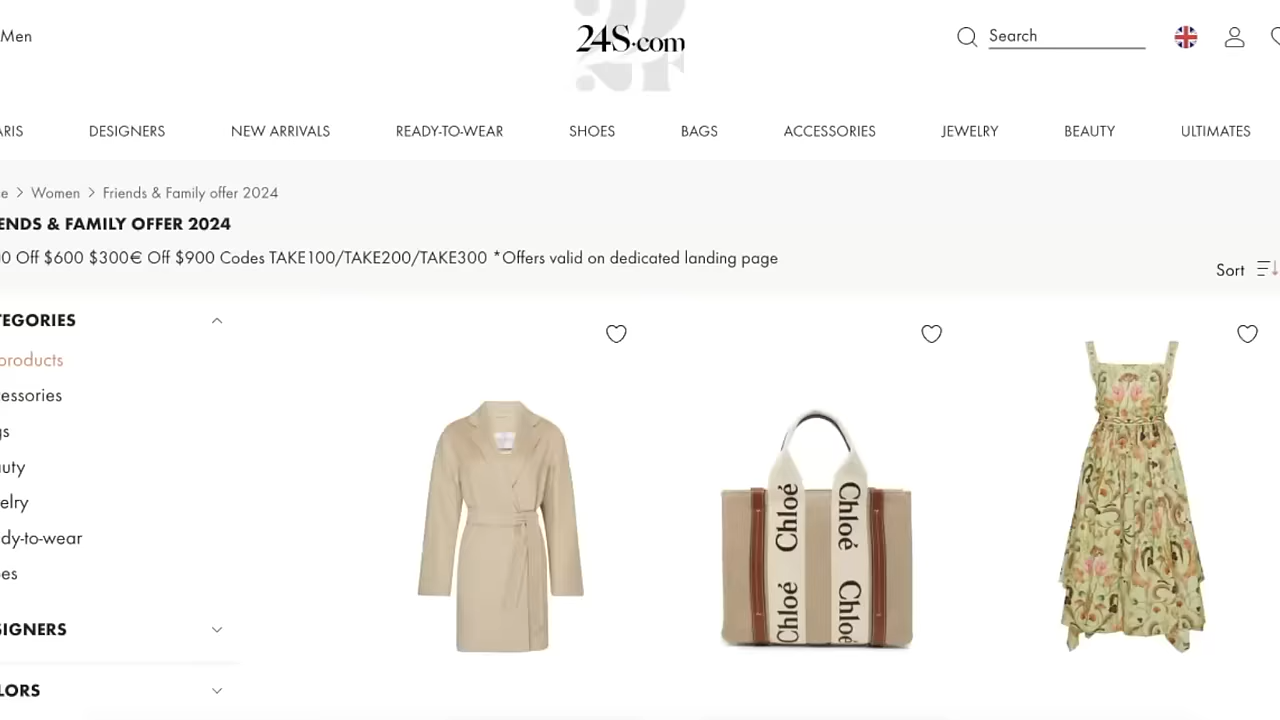 Men
24S.com
Search
ARIS
DESIGNERS
NEW ARRIVALS
READY-TO-WEAR
SHOES
BAGS
ACCESSORIES
JEWELRY
BEAUTY
ULTIMATES
e > Women > Friends & Family offer 2024
ENDS & FAMILY OFFER 2024
0 Off $600 $300€ Off $900 Codes TAKE100/TAKE200/TAKE300 *Offers valid on dedicated landing page
Sort
TEGORIES
products
essories
gs
auty
elry
dy-to-wear
es
SIGNERS
LORS
Chloé
Chloé
Chloé
Chloé